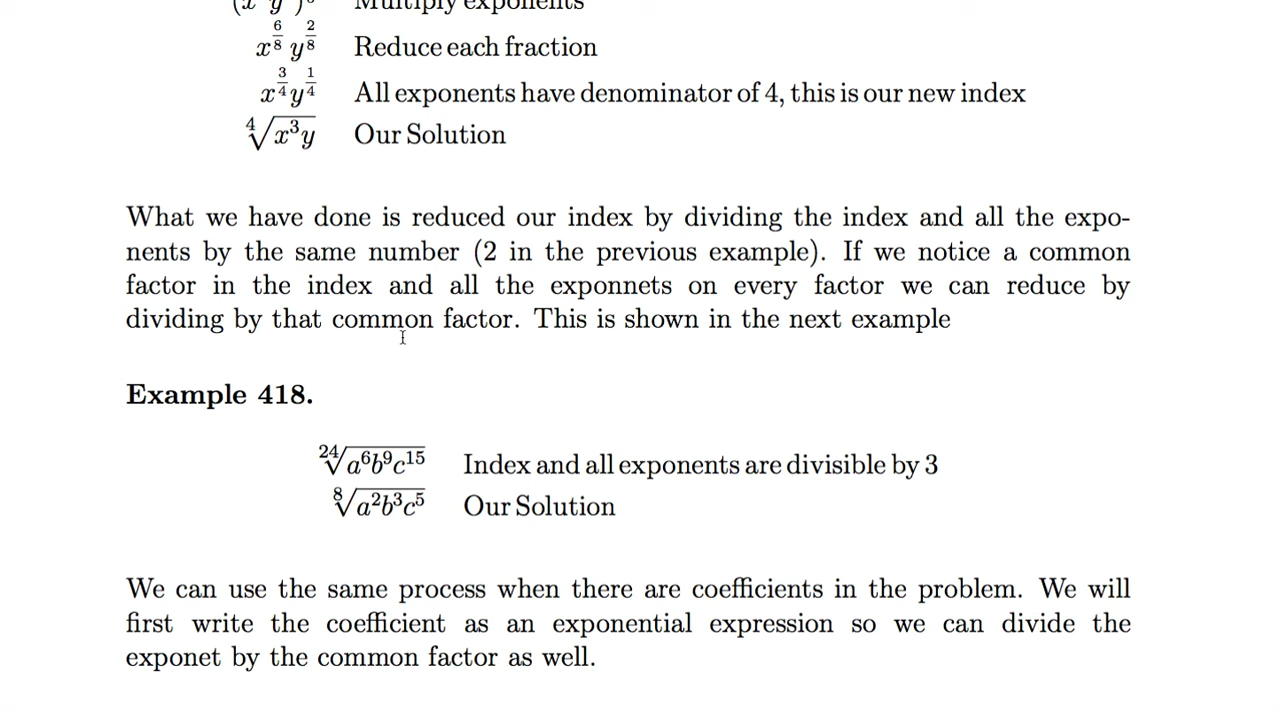 (x⁶y²)^{1/8} Multiply exponents
x^{6/8} y^{2/8} Reduce each fraction
x^{3/4} y^{1/4} All exponents have denominator of 4, this is our new index
⁴√(x³y) Our Solution
What we have done is reduced our index by dividing the index and all the expo-
nents by the same number (2 in the previous example). If we notice a common
factor in the index and all the exponnets on every factor we can reduce by
dividing by that common factor. This is shown in the next example
Example 418.
²⁴√(a⁶b⁹c¹⁵) Index and all exponents are divisible by 3
⁸√(a²b³c⁵) Our Solution
We can use the same process when there are coefficients in the problem. We will
first write the coefficient as an exponential expression so we can divide the
exponet by the common factor as well.